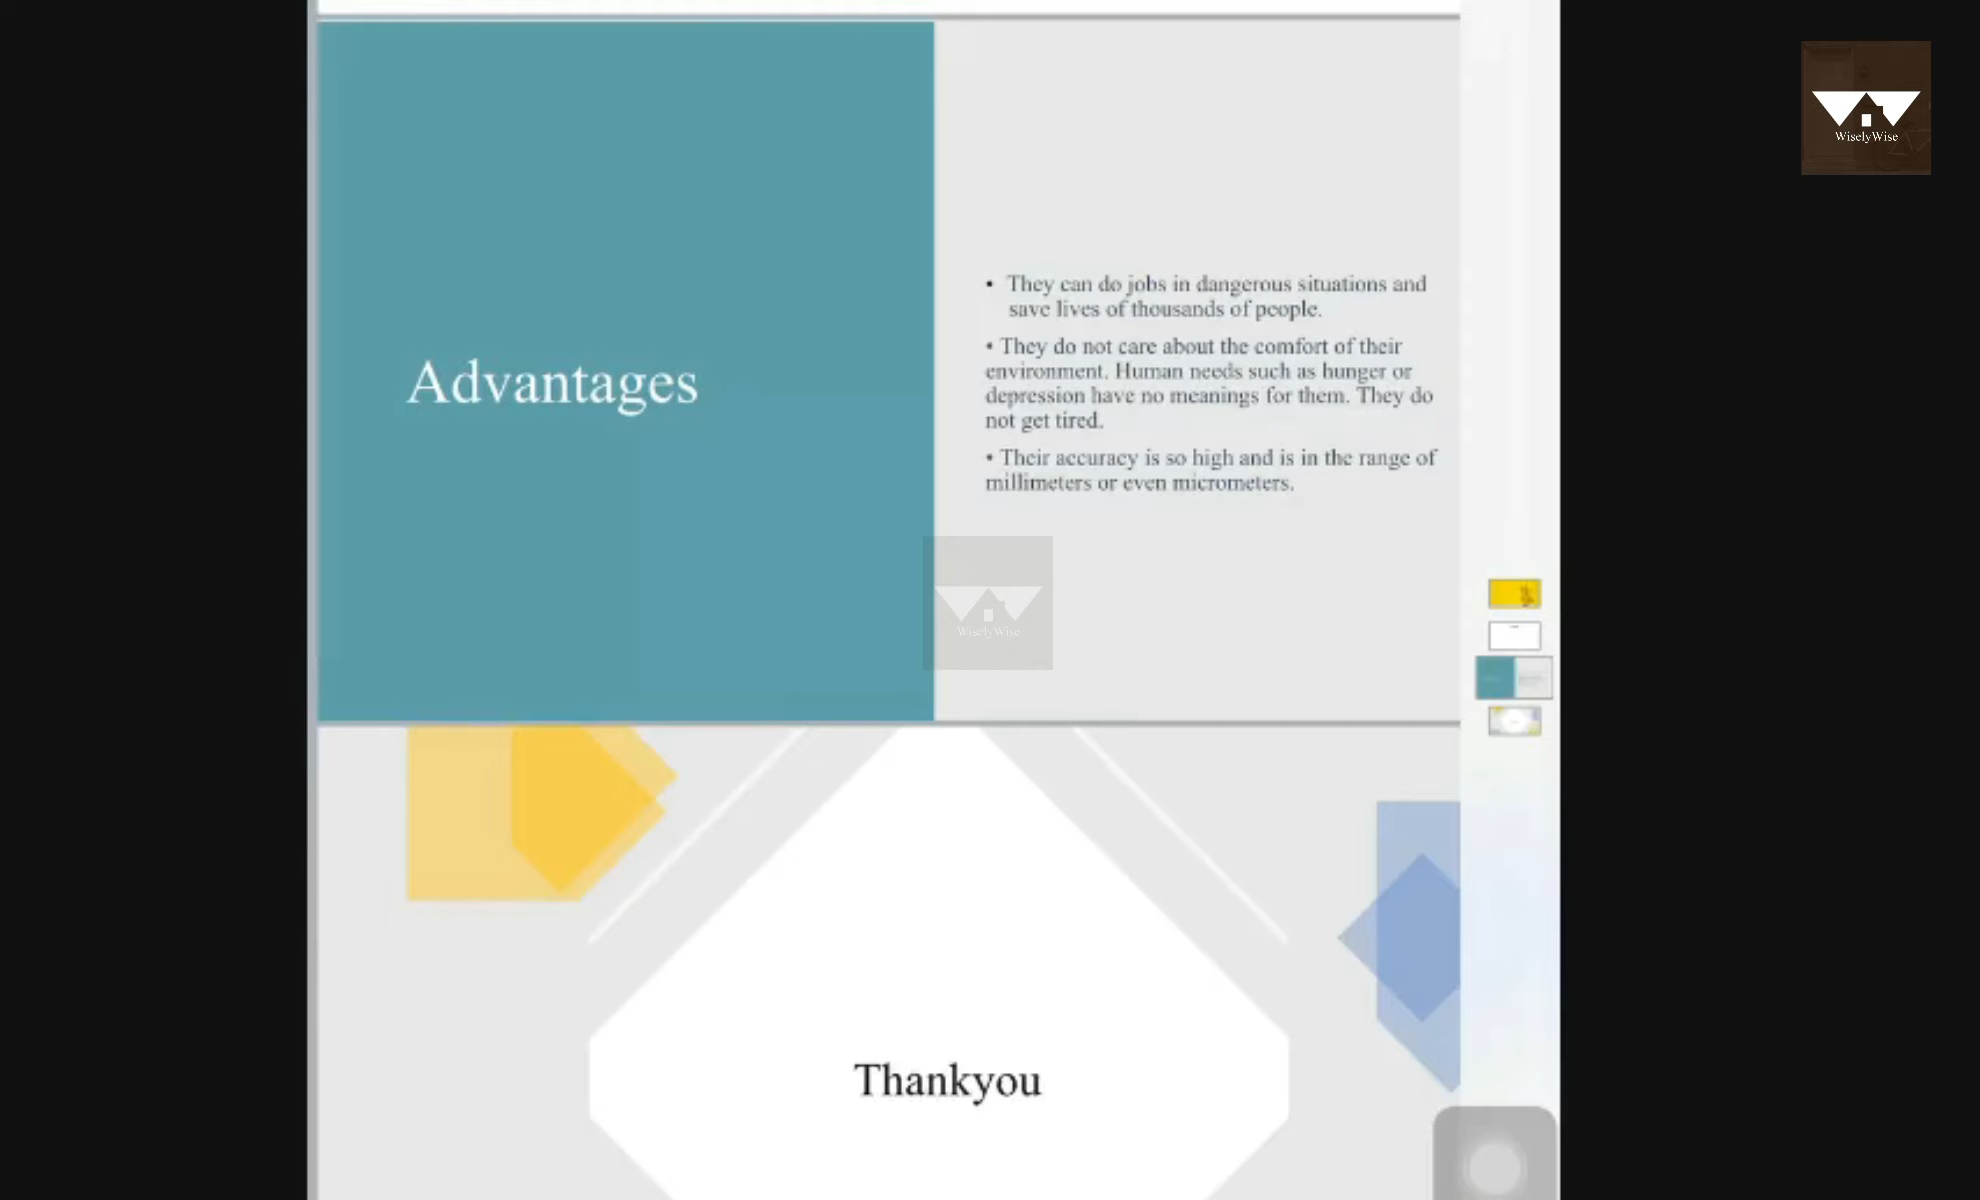 WiselyWise
Advantages
• They can do jobs in dangerous situations and
save lives of thousands of people.
• They do not care about the comfort of their
environment. Human needs such as hunger or
depression have no meanings for them. They do
not get tired.
• Their accuracy is so high and is in the range of
millimeters or even micrometers.
WiselyWise
Thankyou